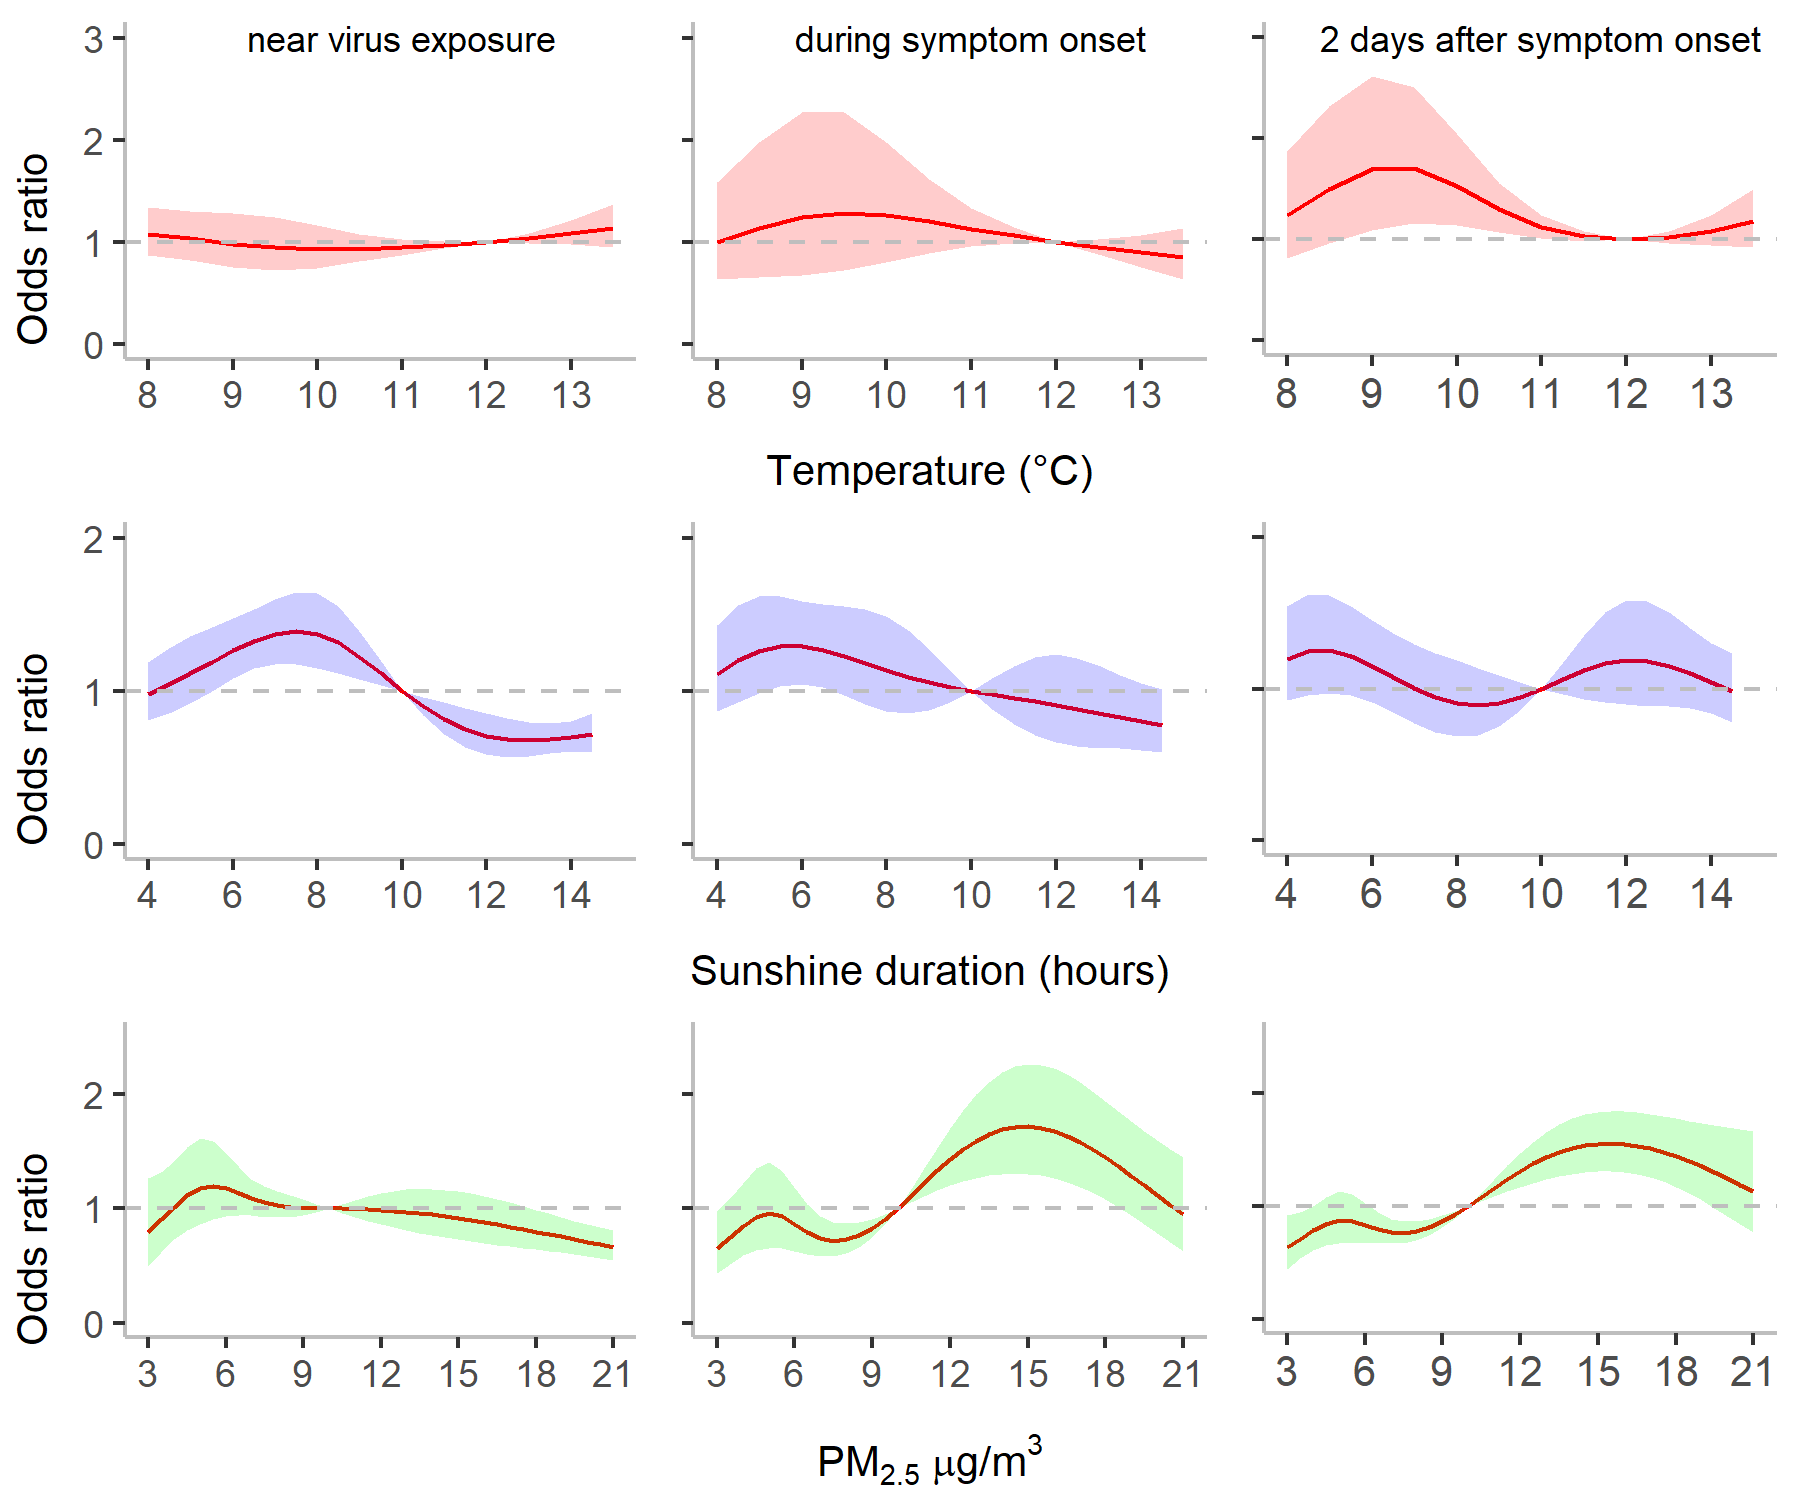 near virus exposure
during symptom onset
2 days after symptom onset
Odds ratio
3
2
1
0
8 9 10 11 12 13
8 9 10 11 12 13
8 9 10 11 12 13
Temperature (°C)
Odds ratio
2
1
0
4 6 8 10 12 14
4 6 8 10 12 14
4 6 8 10 12 14
Sunshine duration (hours)
Odds ratio
2
1
0
3 6 9 12 15 18 21
3 6 9 12 15 18 21
3 6 9 12 15 18 21
PM2.5 μg/m3